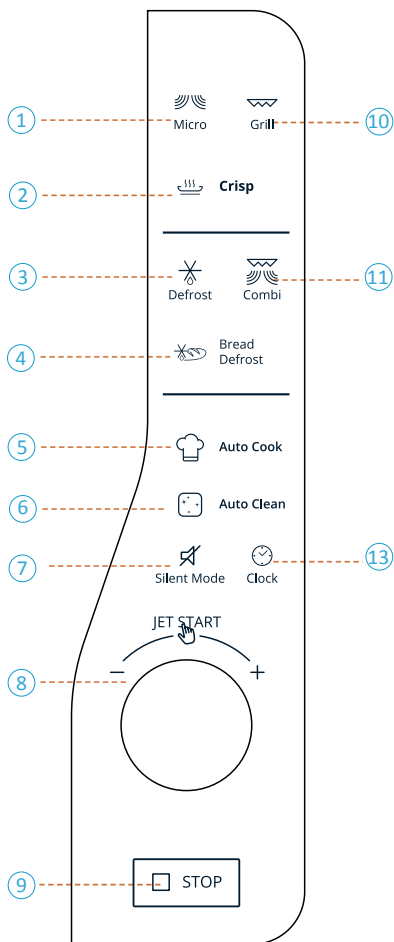 1 Micro Grill 10
2 Crisp
3 Defrost Combi 11
4 Bread
Defrost
5 Auto Cook
6 Auto Clean
7 Silent Mode Clock 13
JET START
8 − +
9 STOP